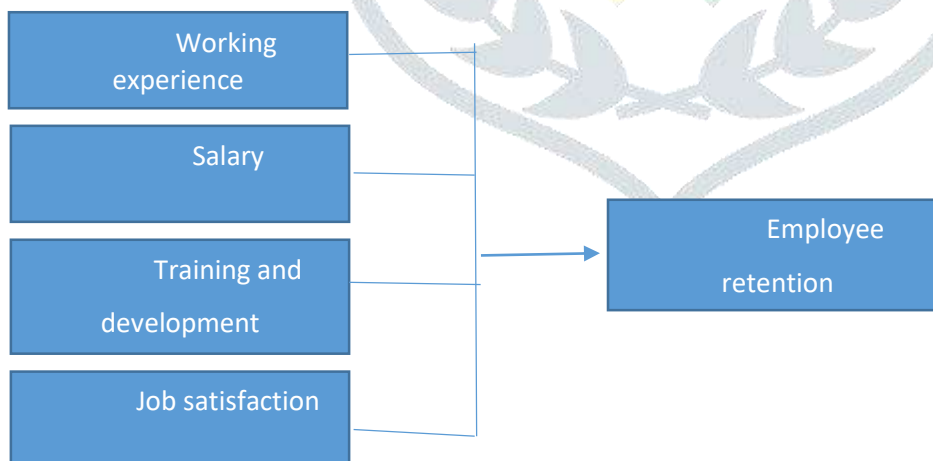 Working
experience
Salary
Training and
development
Job satisfaction
Employee
retention